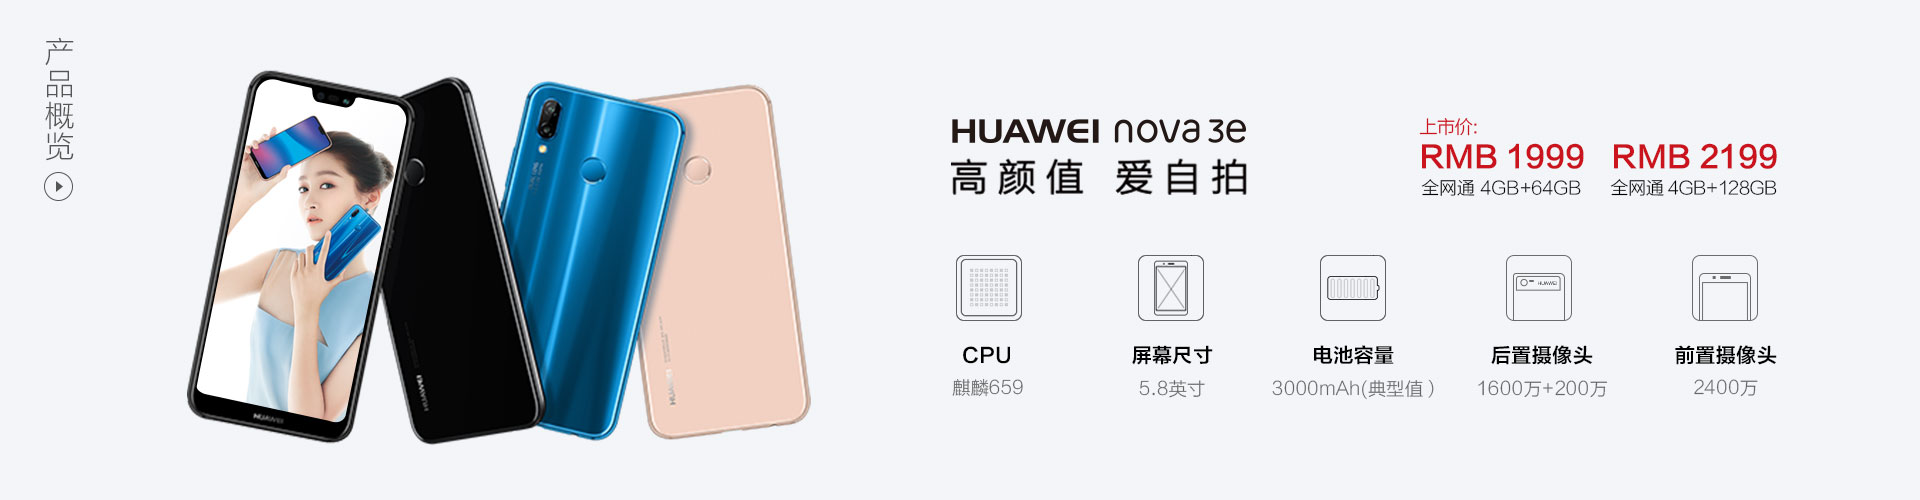 产品概览
HUAWEI nova 3e
高颜值 爱自拍
上市价:
RMB 1999 RMB 2199
全网通 4GB+64GB 全网通 4GB+128GB
HUAWEI
CPU 屏幕尺寸 电池容量 后置摄像头 前置摄像头
麒麟659 5.8英寸 3000mAh(典型值 ) 1600万+200万 2400万
HUAWEI
HUAWEI
HUAWEI